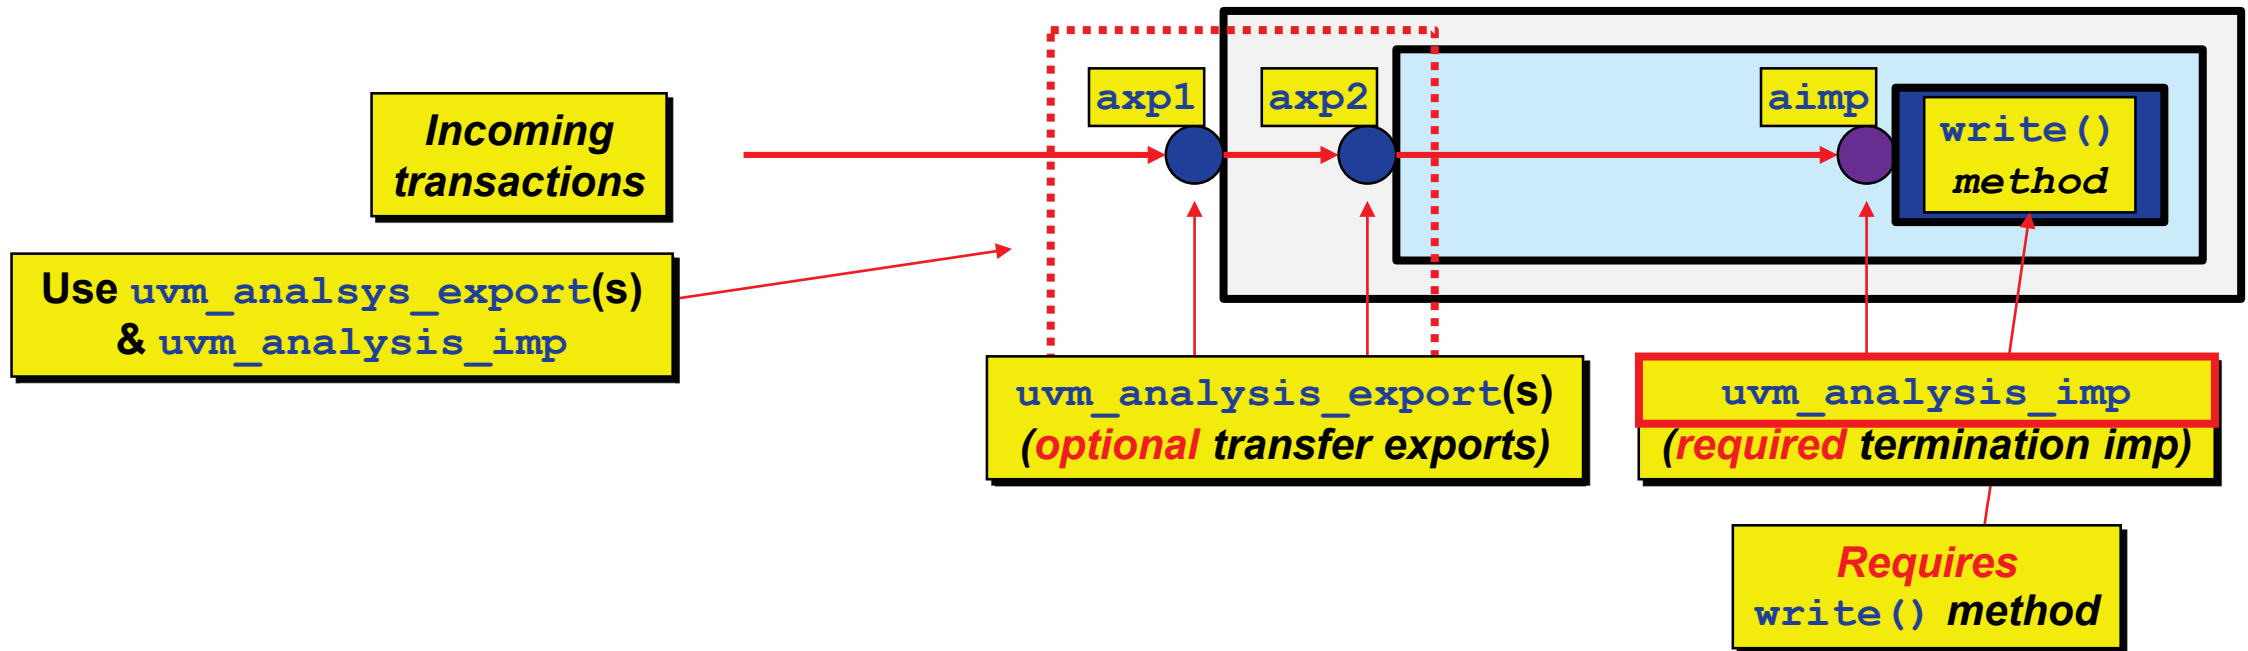 axp1
axp2
aimp
Incoming
transactions
write()
method
Use uvm_analsys_export(s)
& uvm_analysis_imp
uvm_analysis_export(s)
(optional transfer exports)
uvm_analysis_imp
(required termination imp)
Requires
write() method